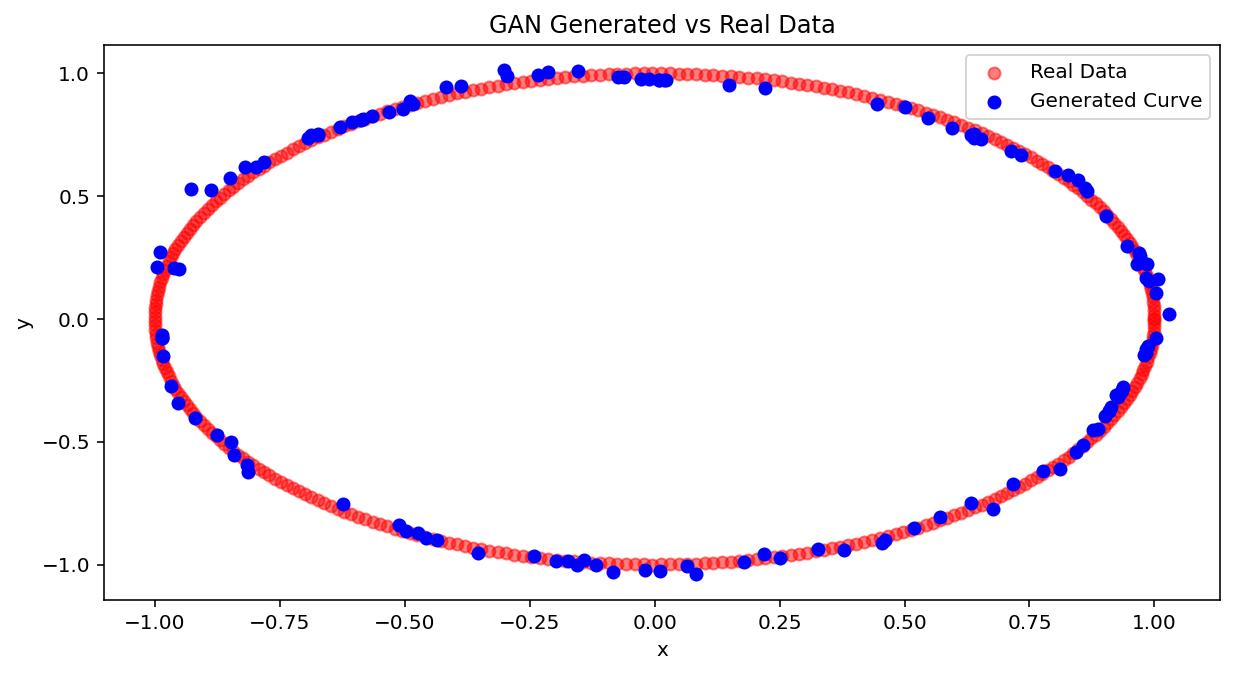 GAN Generated vs Real Data
Real Data
Generated Curve
y
1.0
0.5
0.0
−0.5
−1.0
−1.00 −0.75 −0.50 −0.25 0.00 0.25 0.50 0.75 1.00
x